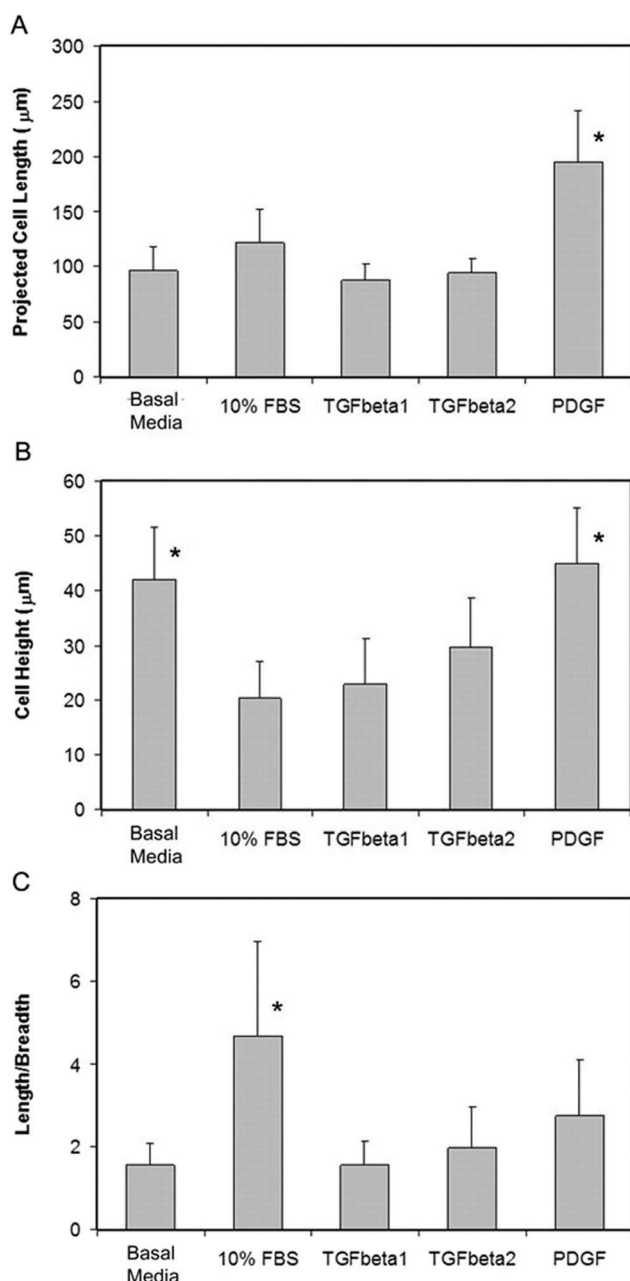 A
Projected Cell Length ( μm)
300
250
200
150
100
50
0
*
Basal
Media
10% FBS
TGFbeta1
TGFbeta2
PDGF
B
Cell Height (μm)
60
50
40
30
20
10
0
*
*
Basal
Media
10% FBS
TGFbeta1
TGFbeta2
PDGF
C
Length/Breadth
8
6
4
2
0
*
Basal
Media
10% FBS
TGFbeta1
TGFbeta2
PDGF